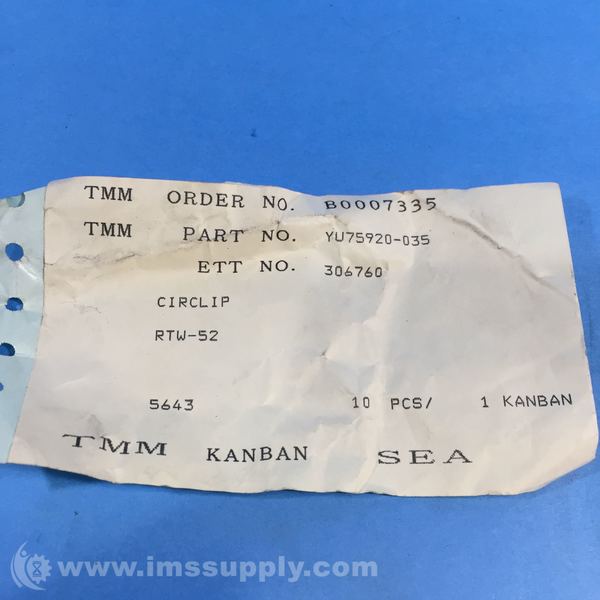 TMM ORDER NO. B0007335
TMM PART NO. YU75920-035
ETT NO. 306760
CIRCLIP
RTW-52
5643 10 PCS/ 1 KANBAN
TMM KANBAN SEA
www.imssupply.com